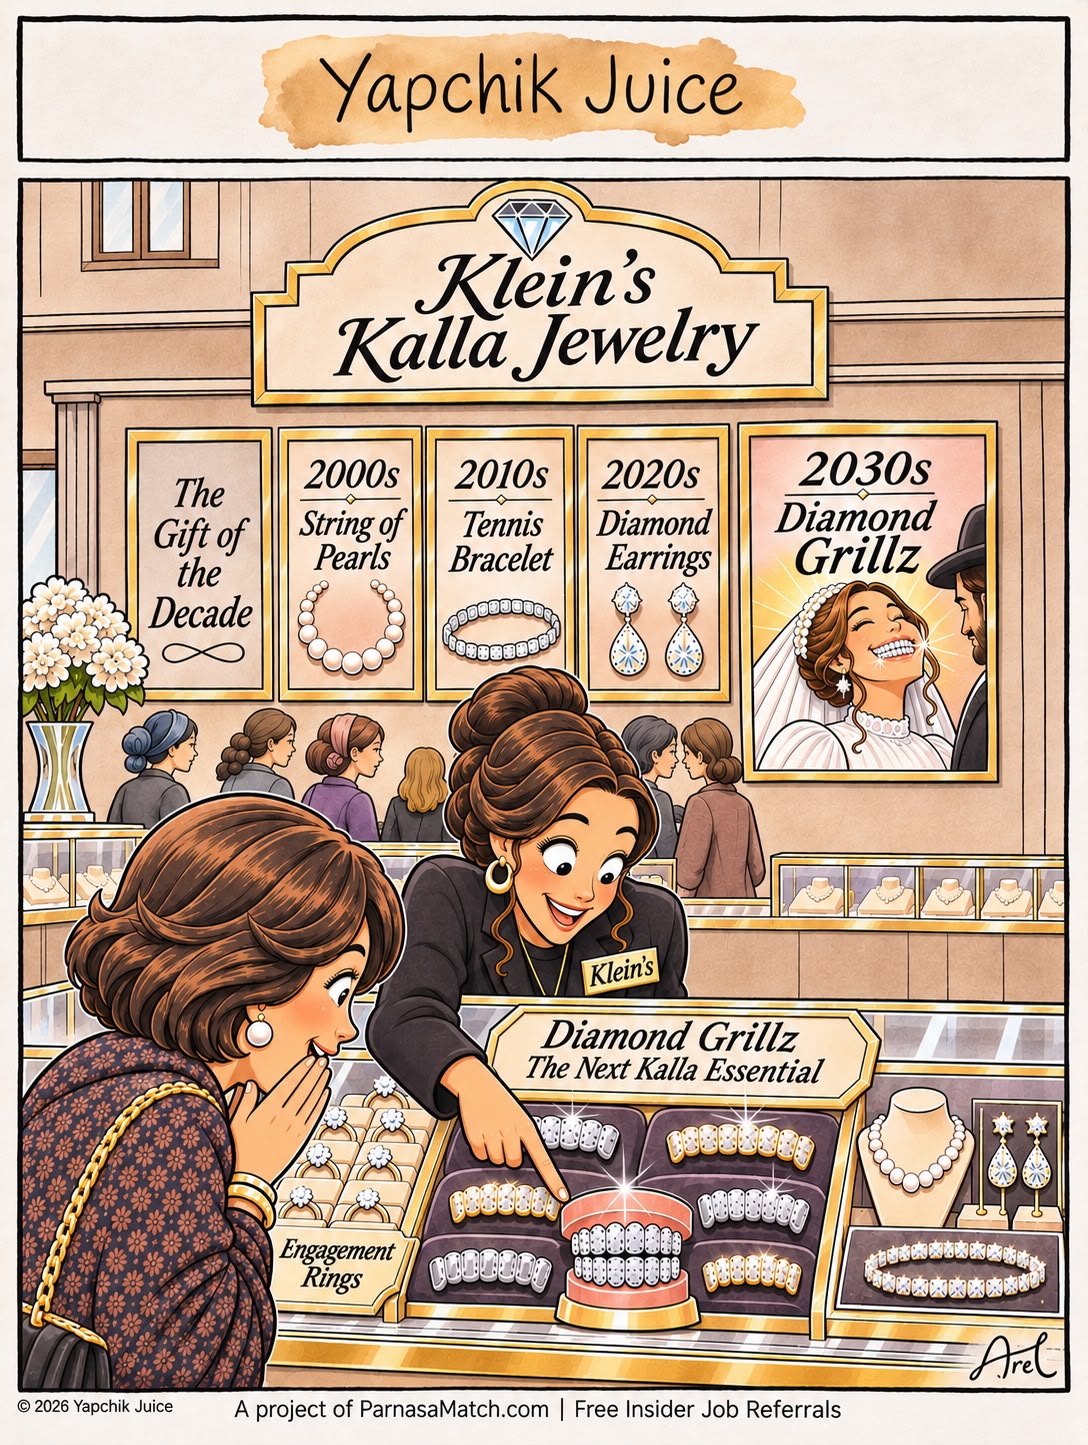 Yapchik Juice
Klein's
Kalla Jewelry
The
Gift of
the
Decade
2000s
String of
Pearls
2010s
Tennis
Bracelet
2020s
Diamond
Earrings
2030s
Diamond
Grillz
Klein's
Diamond Grillz
The Next Kalla Essential
Engagement
Rings
Arel
© 2026 Yapchik Juice
A project of ParnasaMatch.com | Free Insider Job Referrals